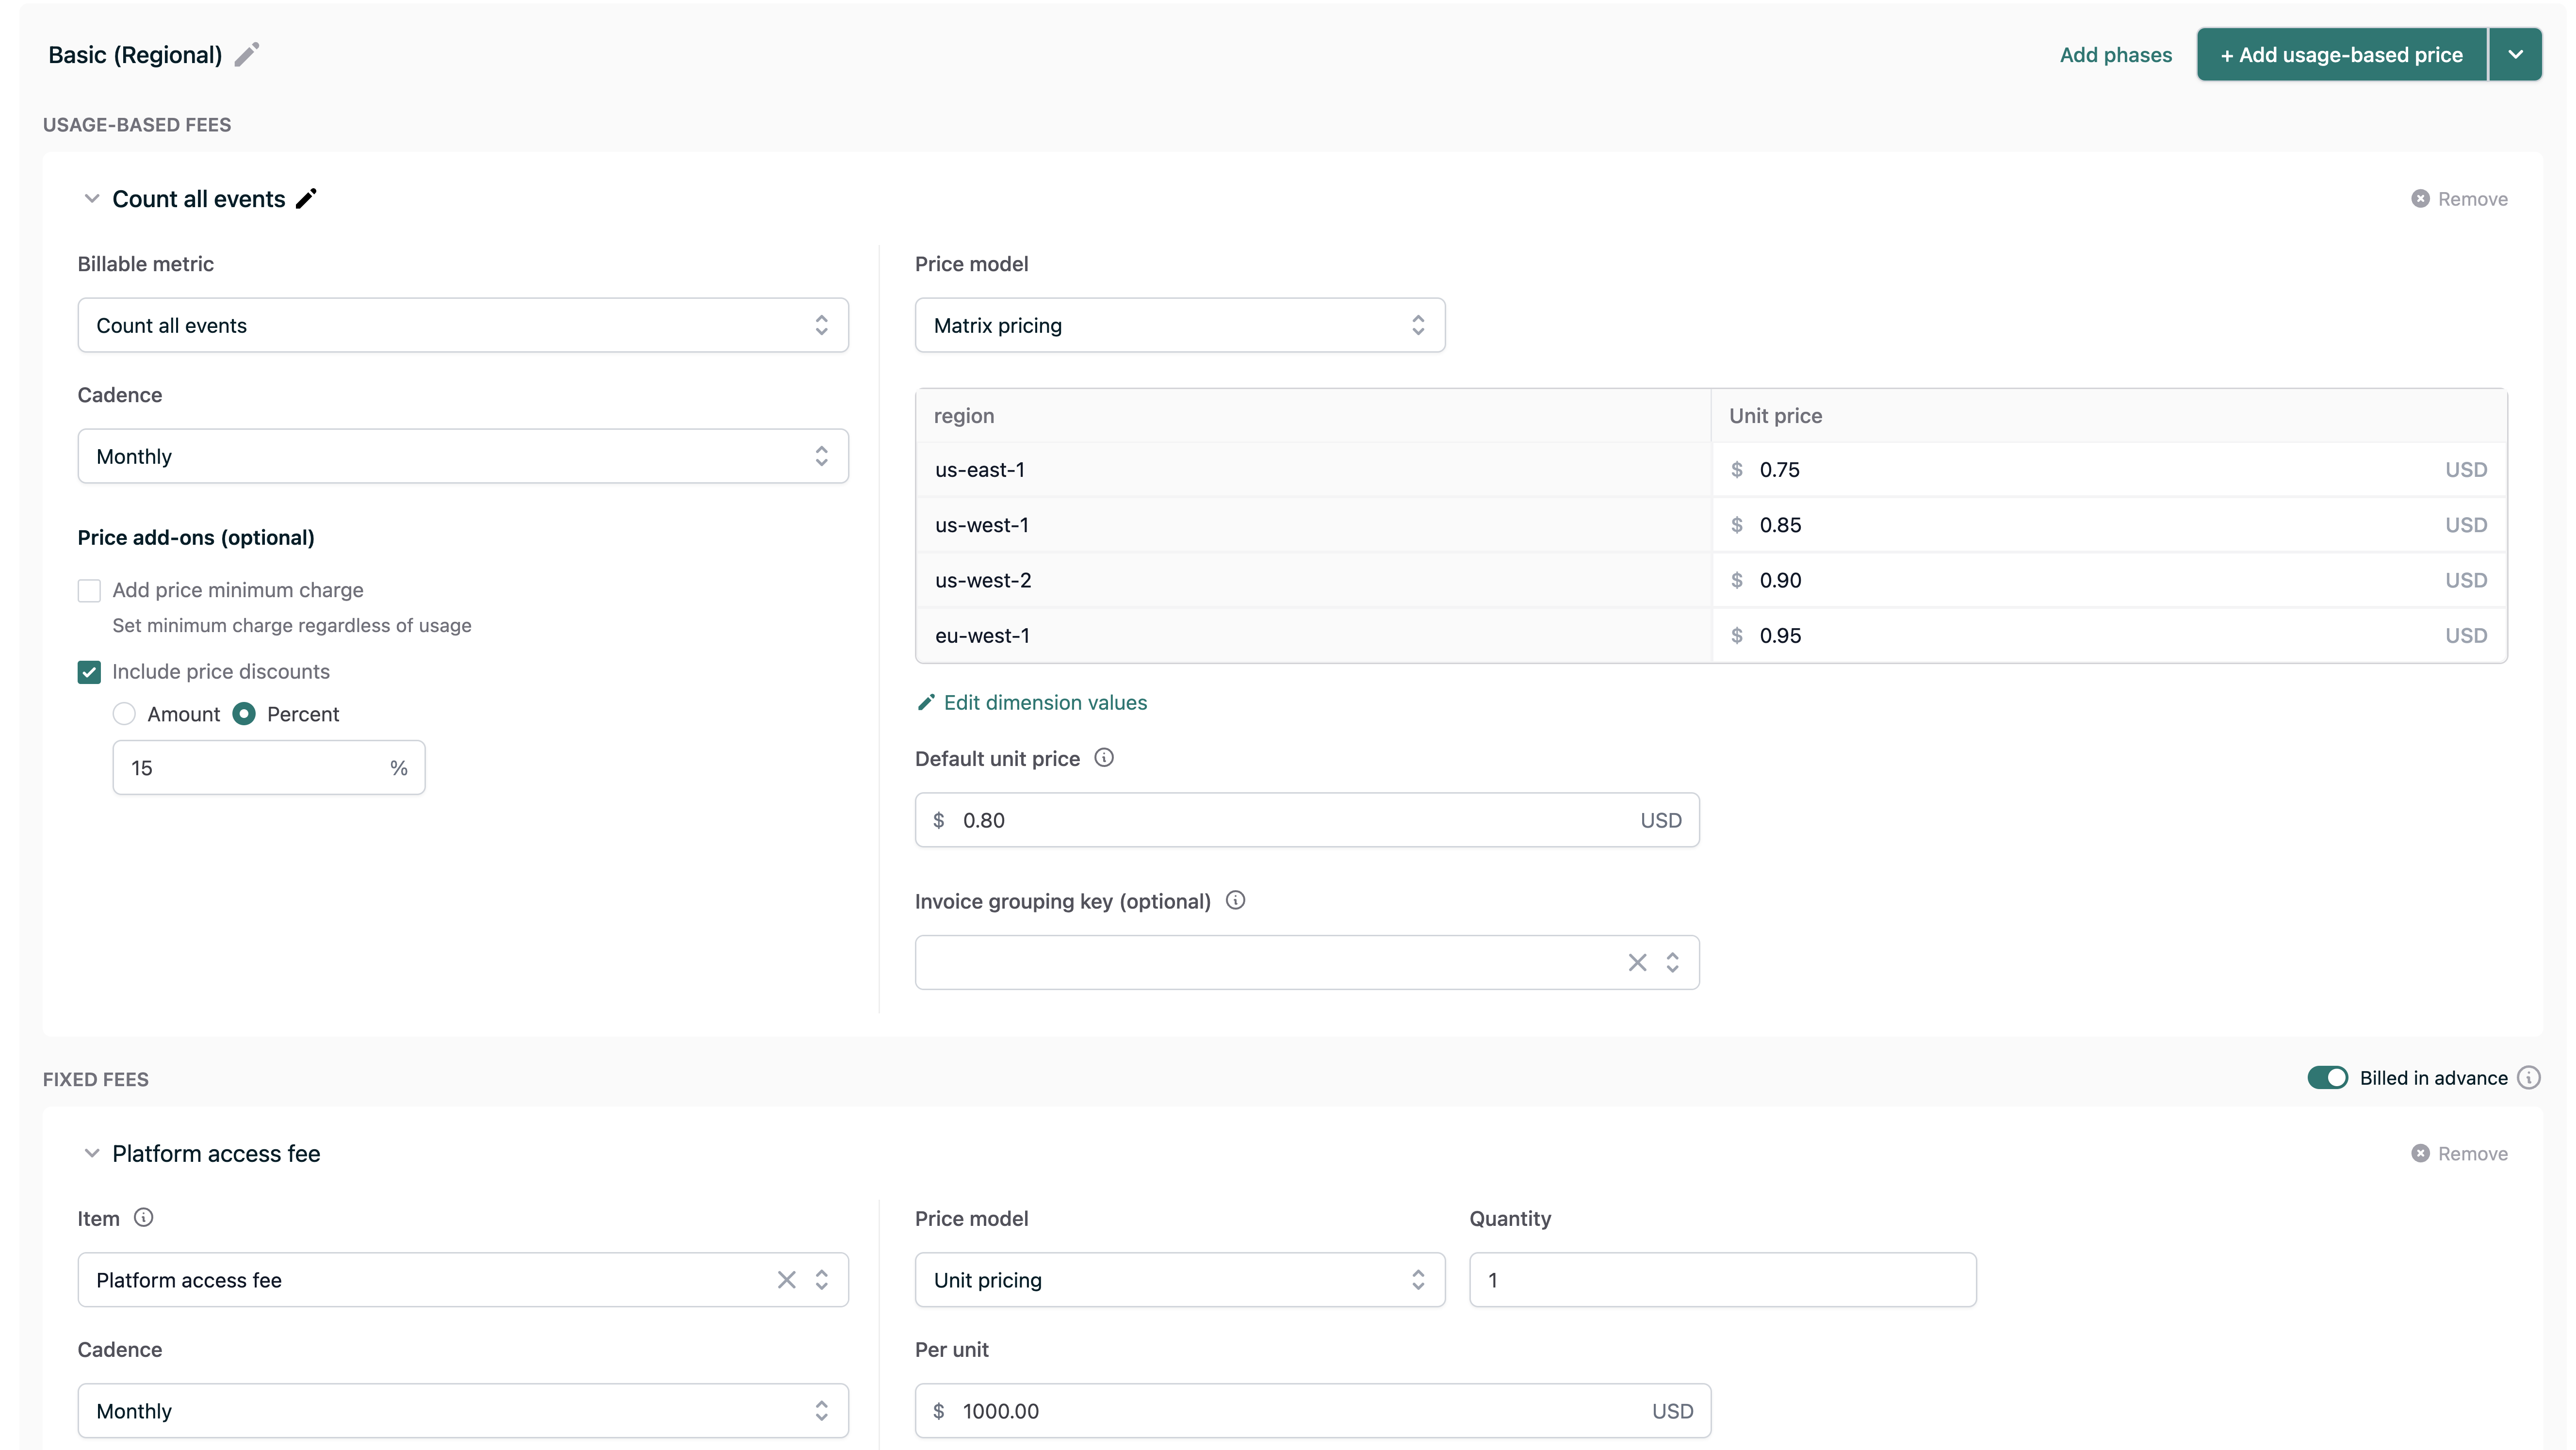 Basic (Regional)
Add phases
+ Add usage-based price
USAGE-BASED FEES
Count all events
Remove
Billable metric
Count all events
Cadence
Monthly
Price add-ons (optional)
Add price minimum charge
Set minimum charge regardless of usage
Include price discounts
Amount
Percent
15 %
Price model
Matrix pricing
region Unit price
us-east-1 $ 0.75 USD
us-west-1 $ 0.85 USD
us-west-2 $ 0.90 USD
eu-west-1 $ 0.95 USD
Edit dimension values
Default unit price
$ 0.80 USD
Invoice grouping key (optional)
FIXED FEES
Billed in advance
Platform access fee
Remove
Item
Platform access fee
Cadence
Monthly
Price model
Unit pricing
Quantity
1
Per unit
$ 1000.00 USD